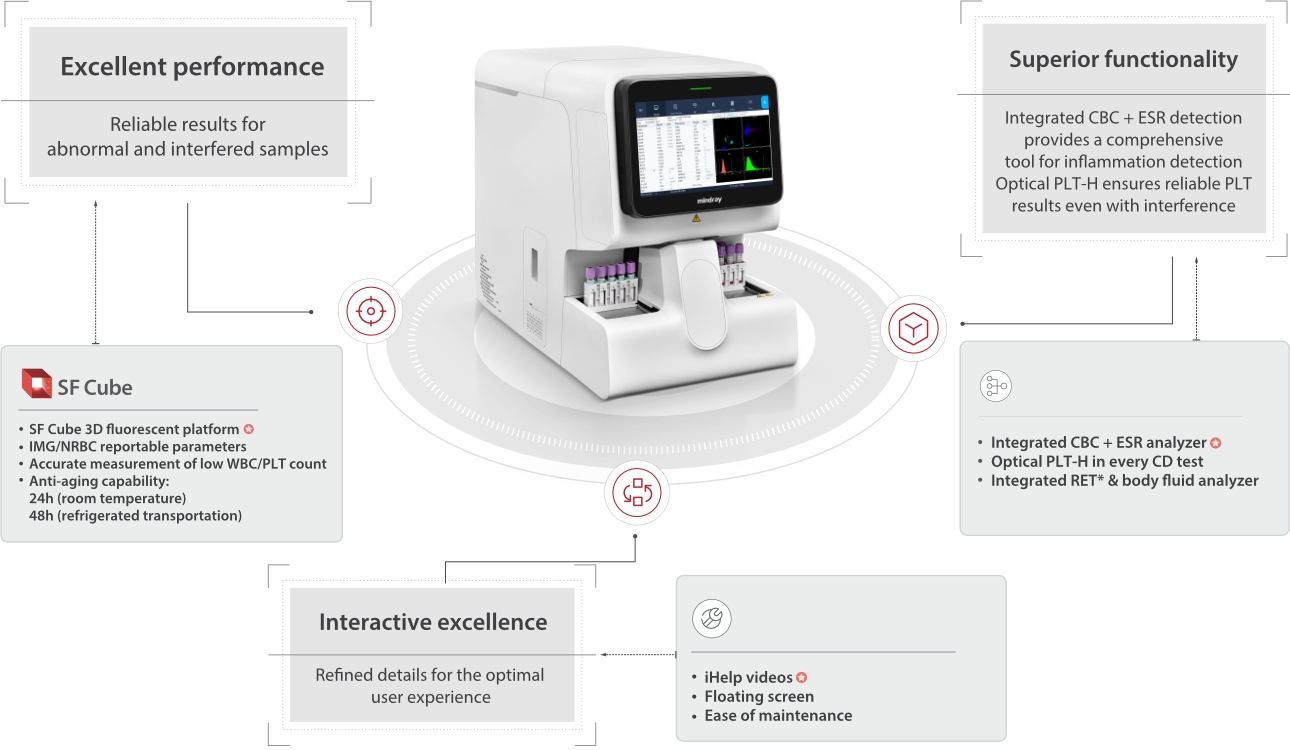 Excellent performance
Reliable results for
abnormal and interfered samples
Superior functionality
Integrated CBC + ESR detection
provides a comprehensive
tool for inflammation detection
Optical PLT-H ensures reliable PLT
results even with interference
mindray
SF Cube
• SF Cube 3D fluorescent platform
• IMG/NRBC reportable parameters
• Accurate measurement of low WBC/PLT count
• Anti-aging capability:
24h (room temperature)
48h (refrigerated transportation)
• Integrated CBC + ESR analyzer
• Optical PLT-H in every CD test
• Integrated RET* & body fluid analyzer
Interactive excellence
Refined details for the optimal
user experience
• iHelp videos
• Floating screen
• Ease of maintenance